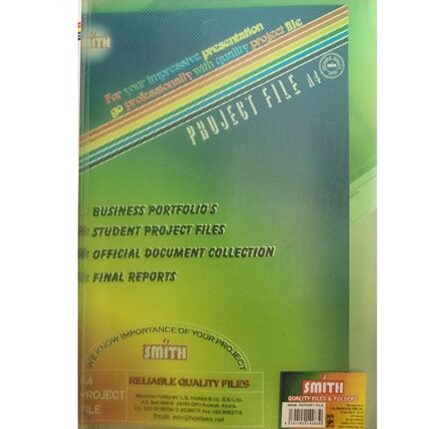 SMITH
For your impressive presentation
go professionally with quality project file
PROJECT FILE A4
BUSINESS PORTFOLIO'S
STUDENT PROJECT FILES
OFFICIAL DOCUMENT COLLECTION
FINAL REPORTS
WE KNOW IMPORTANCE OF YOUR PROJECT
SMITH
RELIABLE QUALITY FILES
A4
PROJECT
FILE
SMITH
QUALITY FILES & FOLDERS
REPORT FILE